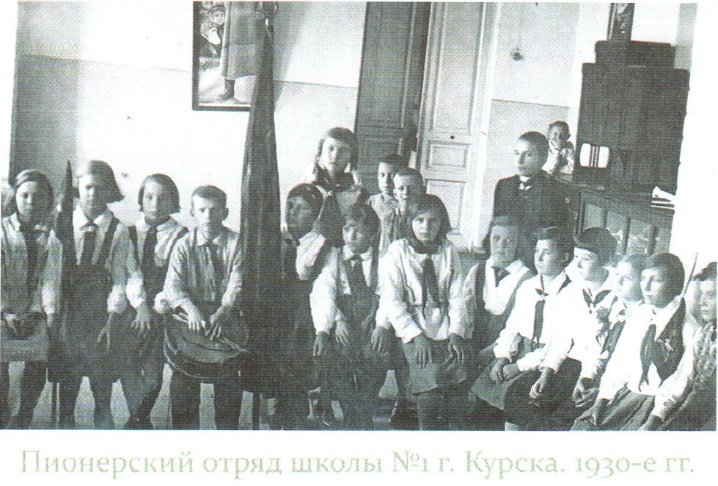 Пионерский отряд школы №1 г. Курска. 1930-е гг.